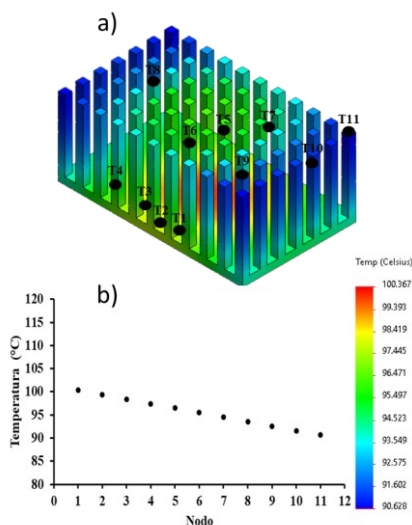 a)
T8
T11
T5
T7
T6
T10
T9
T4
T3
T2
T1
Temp (Celsius)
100.367
99.393
98.419
97.445
96.471
95.497
94.523
93.549
92.575
91.602
90.628
b)
Temperatura (°C)
120
115
110
105
100
95
90
85
80
0 1 2 3 4 5 6 7 8 9 10 11 12
Nodo